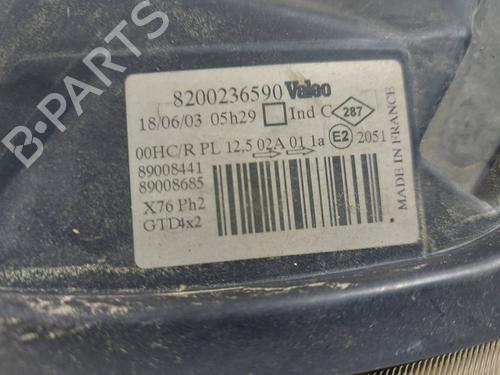 8200236590 Valeo
18/06/03 05h29 Ind C 287
00HC/R PL 12,5 02A 01 1a E2 2051
89008441
89008685
X76 Ph2
GTD4x2
MADE IN FRANCE
B-PARTS